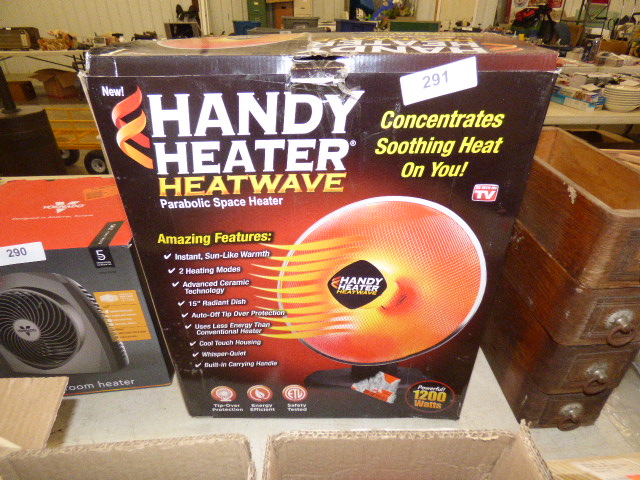 New!
HANDY
HEATER®
HEATWAVE
Parabolic Space Heater
291
Concentrates
Soothing Heat
On You!
AS SEEN ON
TV
Amazing Features:
✓ Instant, Sun-Like Warmth
✓ 2 Heating Modes
✓ Advanced Ceramic
Technology
✓ 15" Radiant Dish
✓ Auto-Off Tip Over Protection
✓ Uses Less Energy Than
Conventional Heater
✓ Cool Touch Housing
✓ Whisper-Quiet
✓ Built-in Carrying Handle
HANDY
HEATER
HEATWAVE
Tip-Over
Protection
Energy
Efficient
ETL
Safety
Tested
Powerful!
1200
Watts
VORNADO
290
5
room heater